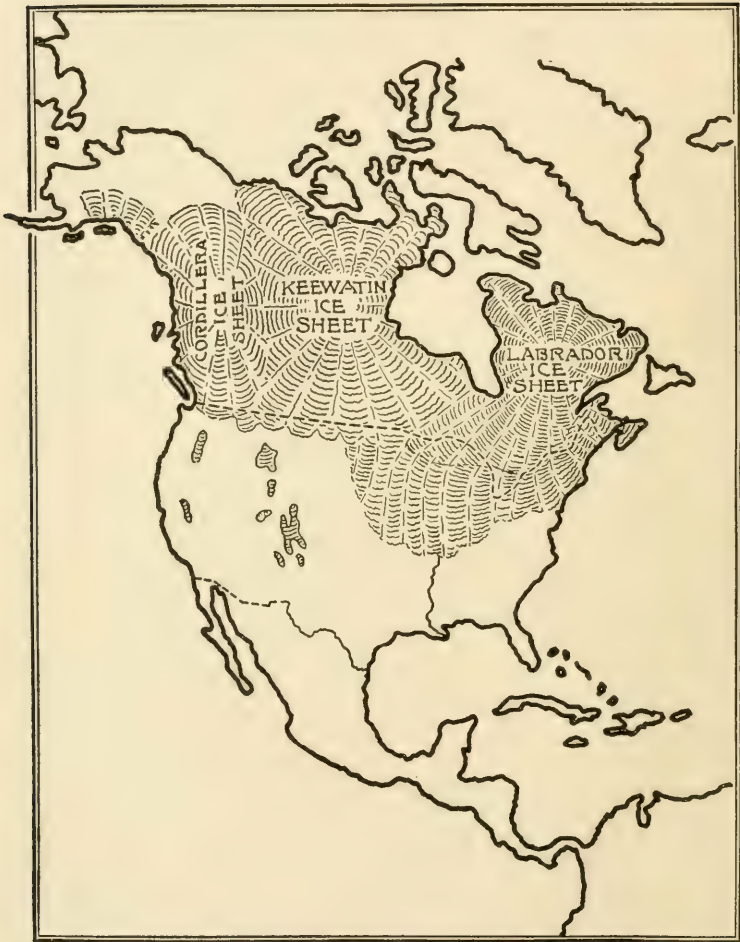 CORDILLERA
ICE
SHEET
KEEWATIN
ICE
SHEET
LABRADOR
ICE
SHEET